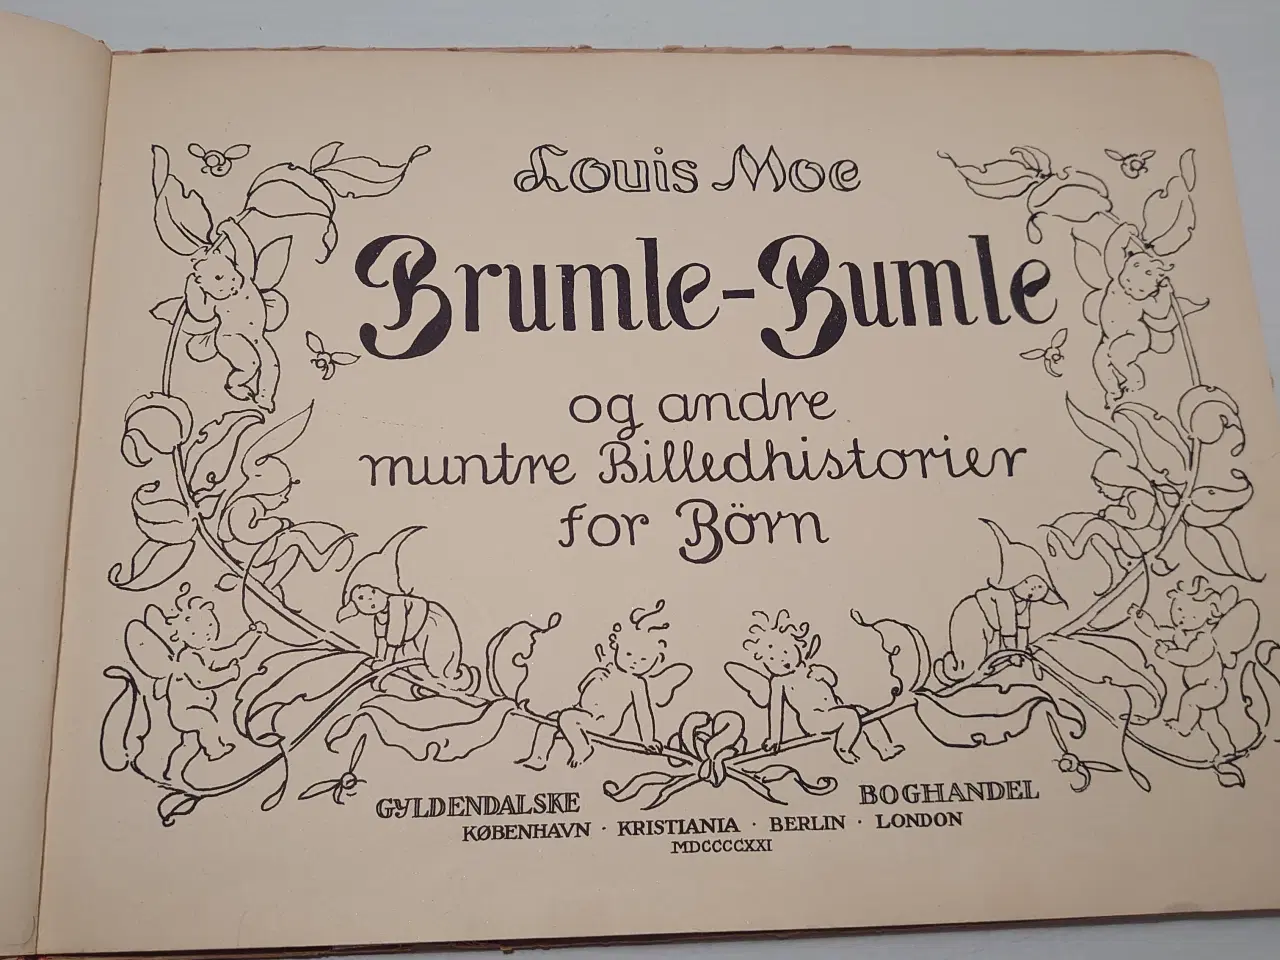 Louis Moe
Brumle-Bumle
og andre
muntre Billedhistorier
for Börn
GYLDENDALSKE BOGHANDEL
KØBENHAVN · KRISTIANIA · BERLIN · LONDON
MDCCCCXXI